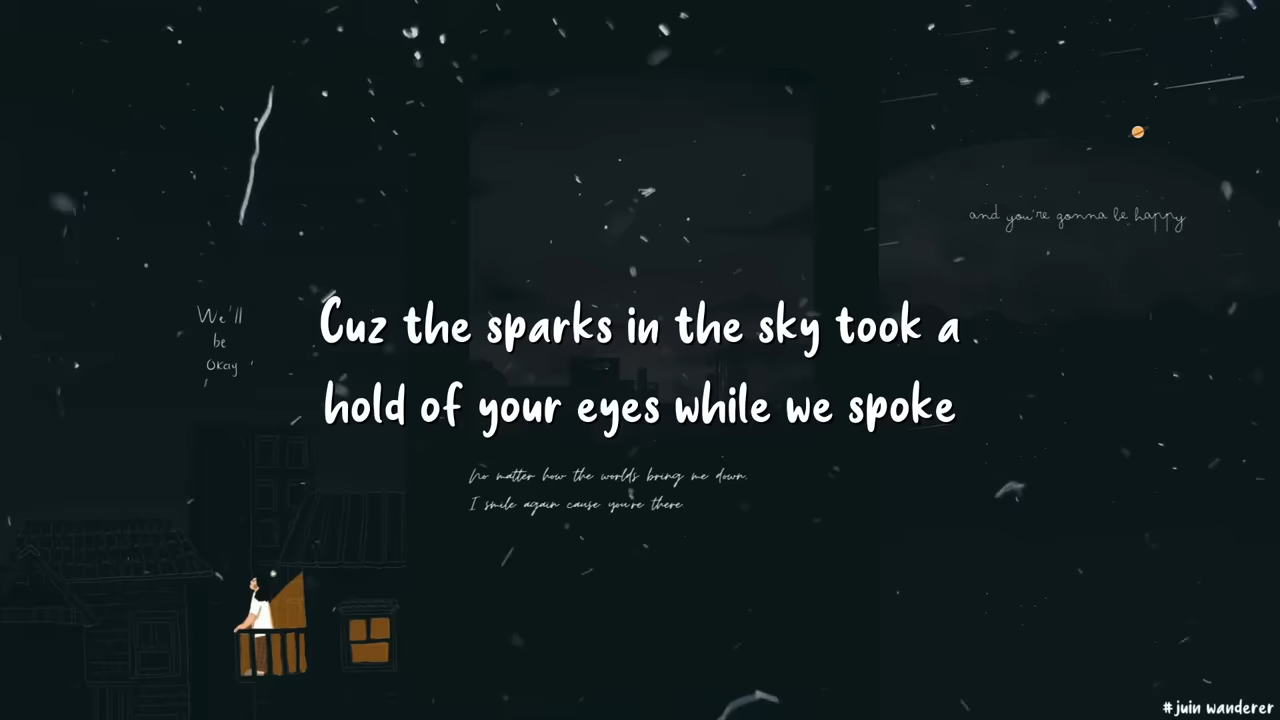 and you're gonna be happy
We'll
be
Okay
Cuz the sparks in the sky took a
hold of your eyes while we spoke
No matter how the worlds bring me down.
I smile again cause you're there
#juin wanderer